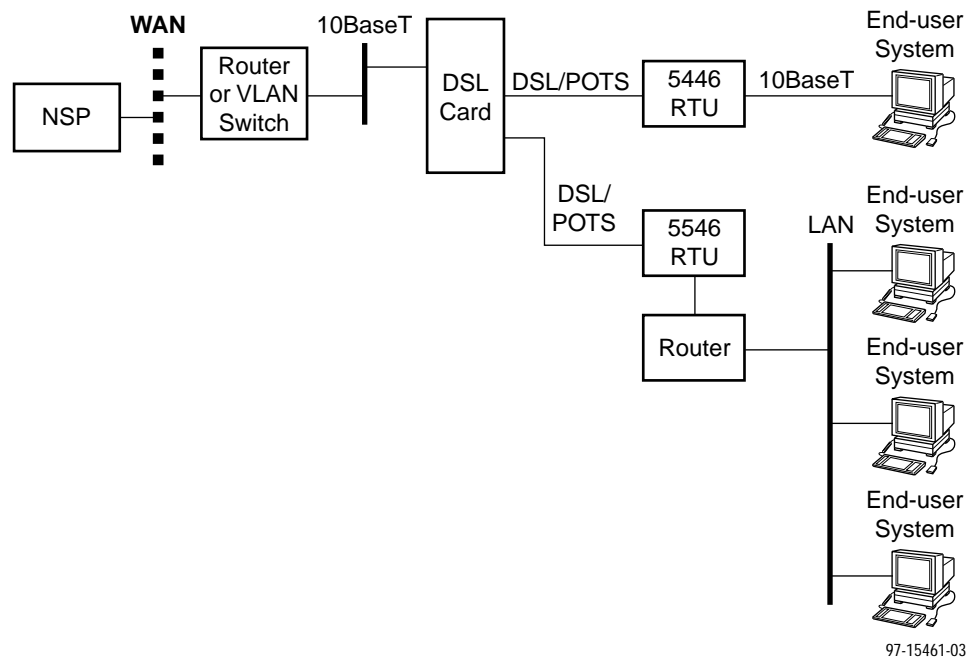 WAN
10BaseT
End-user
System
NSP
Router
or VLAN
Switch
DSL
Card
DSL/POTS
5446
RTU
10BaseT
DSL/
POTS
5546
RTU
LAN
End-user
System
Router
End-user
System
End-user
System
97-15461-03